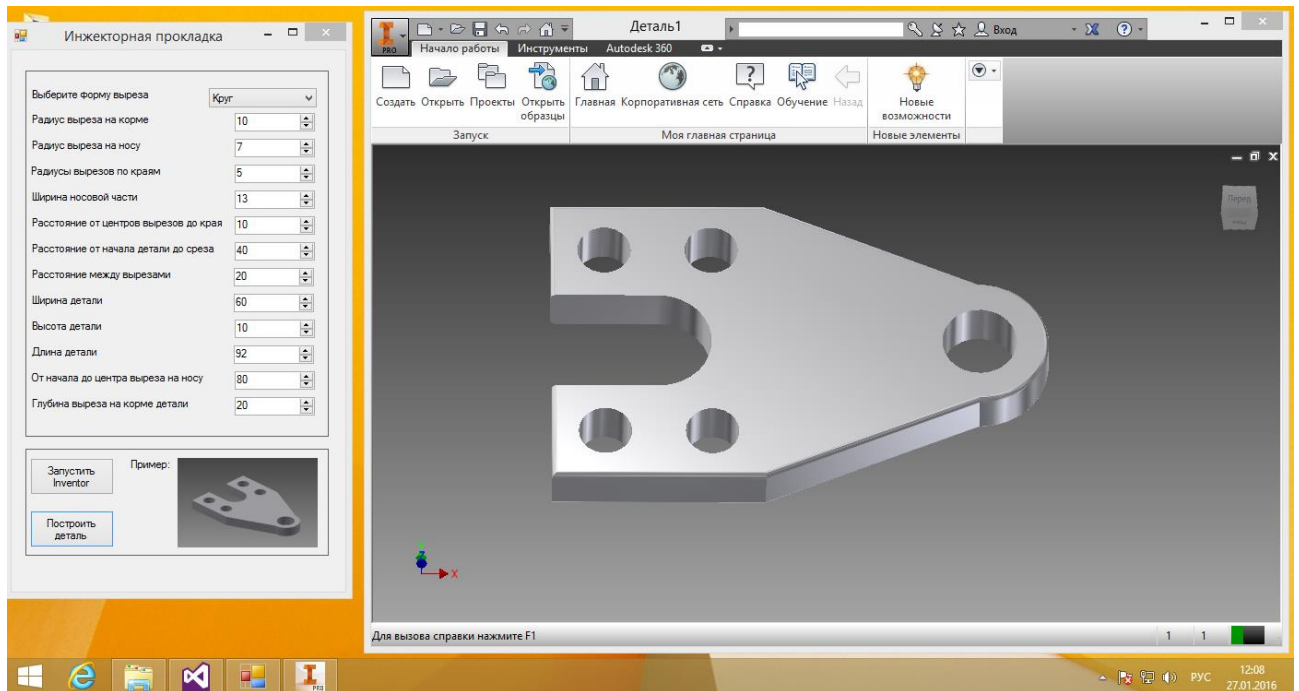 Инжекторная прокладка
Выберите форму выреза Круг
Радиус выреза на корме 10
Радиус выреза на носу 7
Радиусы вырезов по краям 5
Ширина носовой части 13
Расстояние от центров вырезов до края 10
Расстояние от начала детали до среза 40
Расстояние между вырезами 20
Ширина детали 60
Высота детали 10
Длина детали 92
От начала до центра выреза на носу 80
Глубина выреза на корме детали 20
Запустить
Inventor
Пример:
Построить
деталь
PRO
Деталь1
Вход
Начало работы Инструменты Autodesk 360
Создать Открыть Проекты Открыть
образцы
Главная Корпоративная сеть Справка Обучение Назад
Новые
возможности
Запуск Моя главная страница Новые элементы
Перед
X
Для вызова справки нажмите F1 1 1
PRO
РУС
12:08
27.01.2016